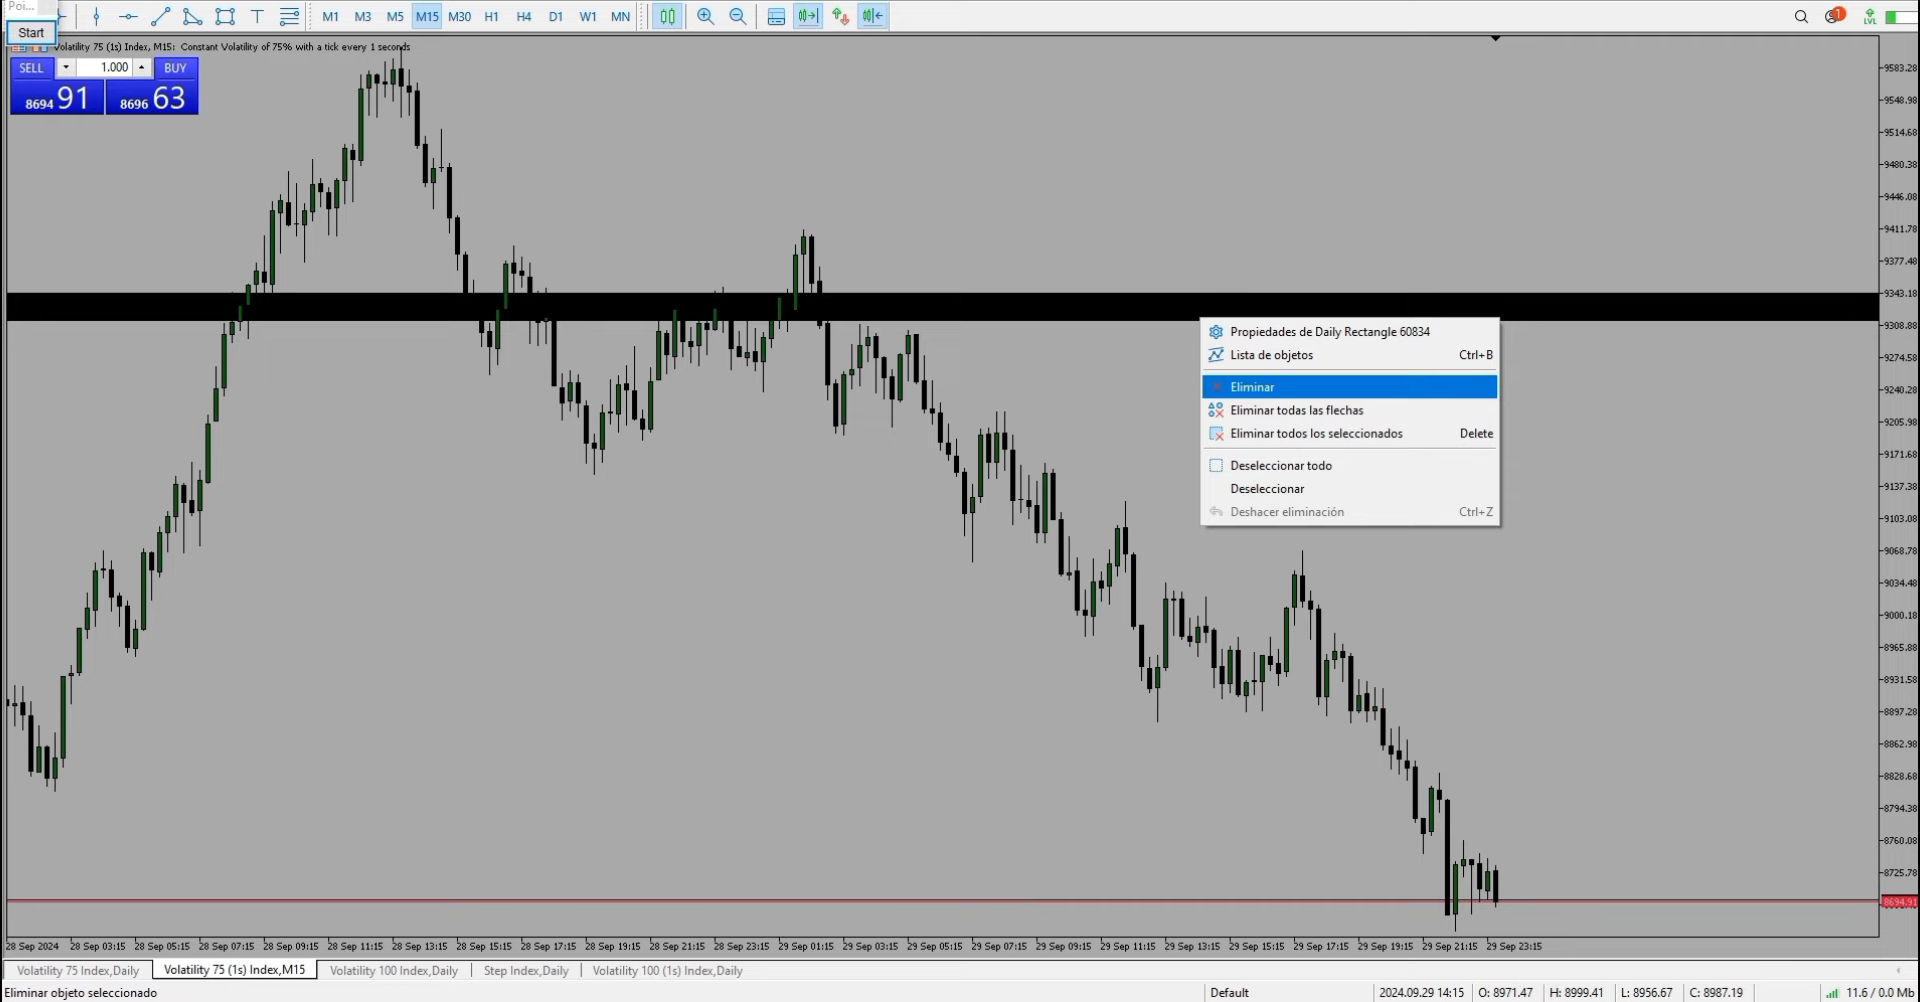 Poi...
Start
M1 M3 M5 M15 M30 H1 H4 D1 W1 MN
1
LVL
Volatility 75 (1s) Index, M15: Constant Volatility of 75% with a tick every 1 seconds
SELL 1.000 BUY
8694 91 8696 63
9583.28
9548.98
9514.68
9480.38
9446.08
9411.78
9377.48
9343.18
9308.88
9274.58
9240.28
9205.98
9171.68
9137.38
9103.08
9068.78
9034.48
9000.18
8965.88
8931.58
8897.28
8862.98
8828.68
8794.38
8760.08
8725.78
8694.91
Propiedades de Daily Rectangle 60834
Lista de objetos Ctrl+B
Eliminar
Eliminar todas las flechas
Eliminar todos los seleccionados Delete
Deseleccionar todo
Deseleccionar
Deshacer eliminación Ctrl+Z
28 Sep 2024 28 Sep 03:15 28 Sep 05:15 28 Sep 07:15 28 Sep 09:15 28 Sep 11:15 28 Sep 13:15 28 Sep 15:15 28 Sep 17:15 28 Sep 19:15 28 Sep 21:15 28 Sep 23:15 29 Sep 01:15 29 Sep 03:15 29 Sep 05:15 29 Sep 07:15 29 Sep 09:15 29 Sep 11:15 29 Sep 13:15 29 Sep 15:15 29 Sep 17:15 29 Sep 19:15 29 Sep 21:15 29 Sep 23:15
Volatility 75 Index,Daily Volatility 75 (1s) Index,M15 Volatility 100 Index,Daily Step Index,Daily Volatility 100 (1s) Index,Daily
Eliminar objeto seleccionado Default 2024.09.29 14:15 O: 8971.47 H: 8999.41 L: 8956.67 C: 8987.19 11.6 / 0.0 Mb